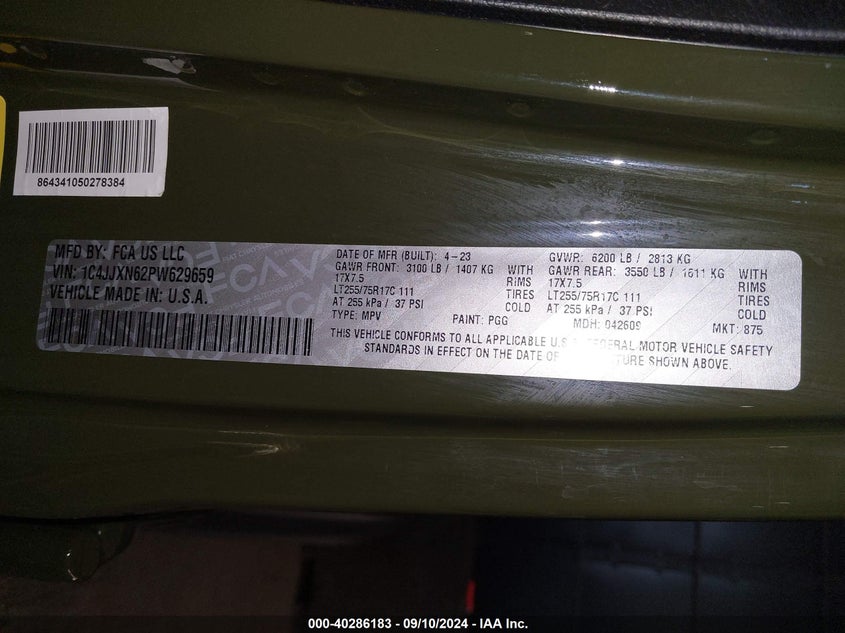 864341050278384
MFD BY: FCA US LLC
VIN: 1C4JJXN62PW629659
VEHICLE MADE IN: U.S.A.
DATE OF MFR (BUILT): 4-23
GAWR FRONT: 3100 LB / 1407 KG WITH
17X7.5 RIMS
LT255/75R17C 111 TIRES
AT 255 kPa / 37 PSI COLD
TYPE: MPV PAINT: PGG
GVWR: 6200 LB / 2813 KG
GAWR REAR: 3550 LB / 1611 KG WITH
17X7.5 RIMS
LT255/75R17C 111 TIRES
AT 255 kPa / 37 PSI COLD
MDH: 042609 MKT: 875
THIS VEHICLE CONFORMS TO ALL APPLICABLE U.S. FEDERAL MOTOR VEHICLE SAFETY
STANDARDS IN EFFECT ON THE DATE OF SHOWN ABOVE.
000-40286183 - 09/10/2024 - IAA Inc.